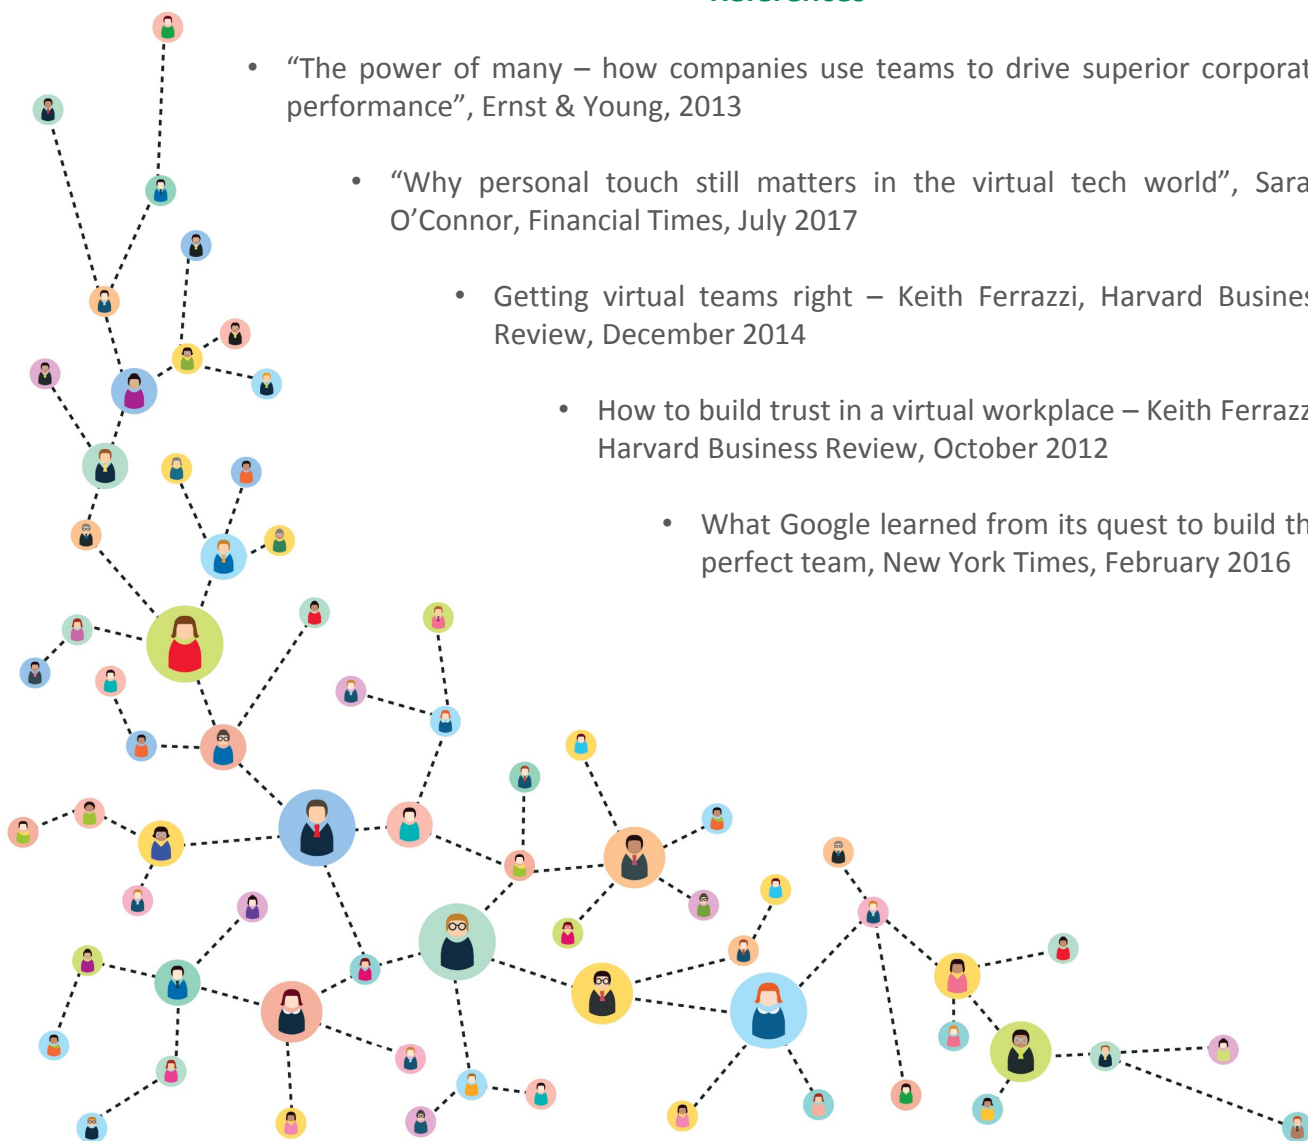 References
• “The power of many – how companies use teams to drive superior corporat
performance”, Ernst & Young, 2013
• “Why personal touch still matters in the virtual tech world”, Sara
O’Connor, Financial Times, July 2017
• Getting virtual teams right – Keith Ferrazzi, Harvard Busines
Review, December 2014
• How to build trust in a virtual workplace – Keith Ferrazz
Harvard Business Review, October 2012
• What Google learned from its quest to build th
perfect team, New York Times, February 2016